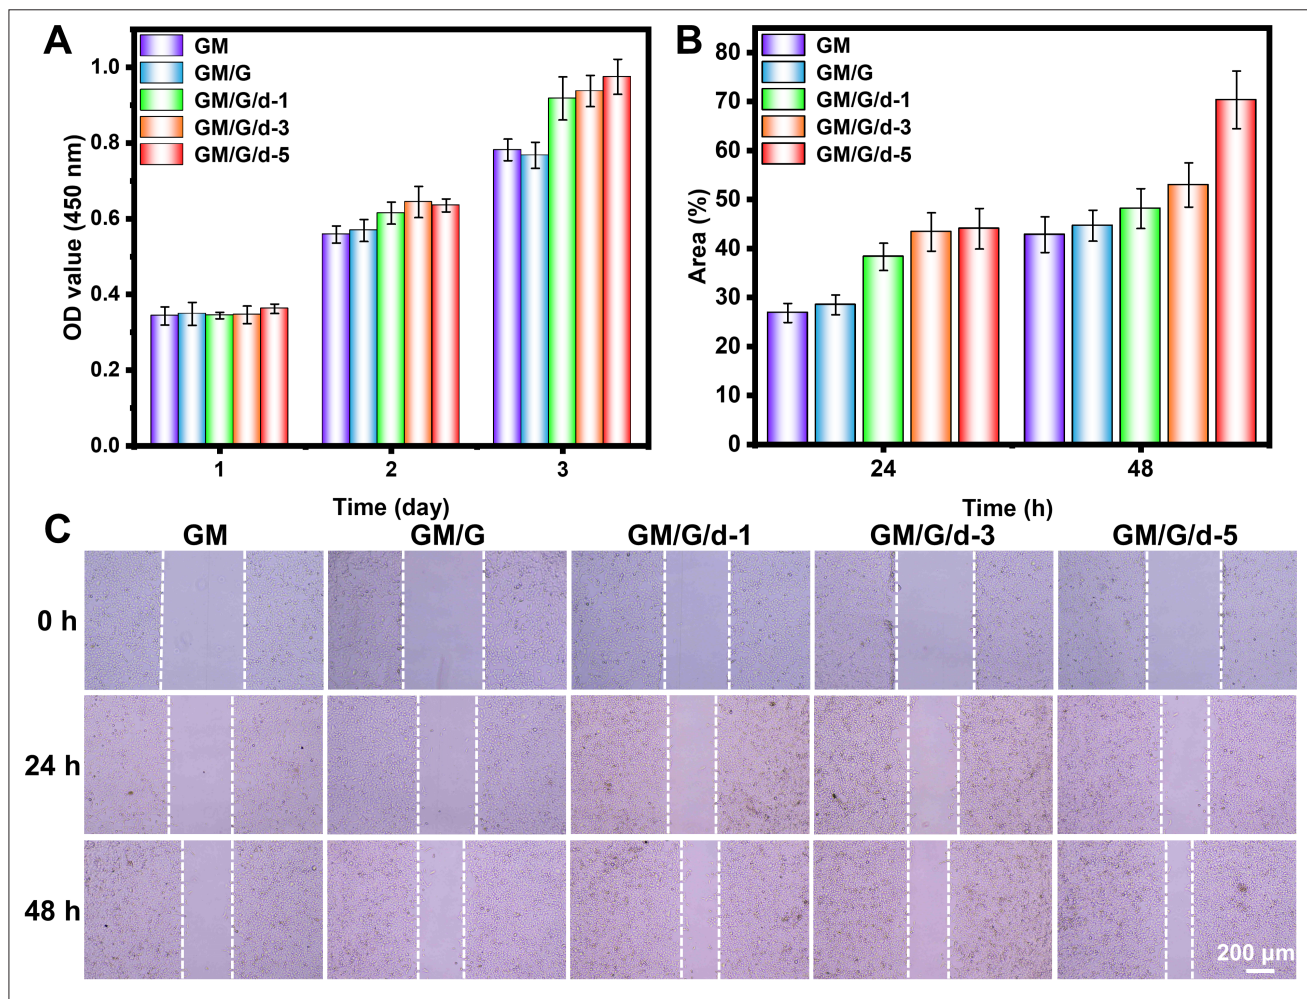 A
GM
GM/G
GM/G/d-1
GM/G/d-3
GM/G/d-5
OD value (450 nm)
1.0
0.8
0.6
0.4
0.2
0.0
1 2 3
Time (day)
B
GM
GM/G
GM/G/d-1
GM/G/d-3
GM/G/d-5
Area (%)
80
70
60
50
40
30
20
10
0
24 48
Time (h)
C
GM GM/G GM/G/d-1 GM/G/d-3 GM/G/d-5
0 h
24 h
48 h
200 μm